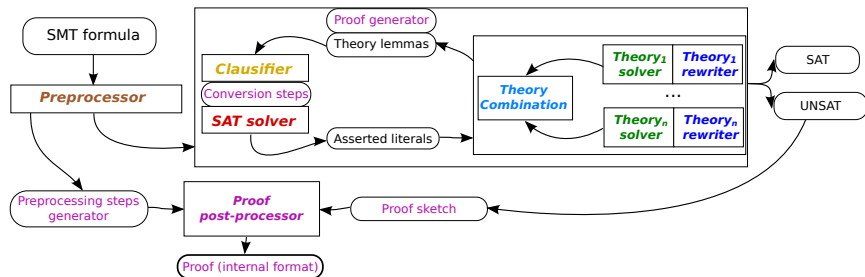 SMT formula
Preprocessor
Proof generator
Theory lemmas
Clausifier
Conversion steps
SAT solver
Asserted literals
Theory
Combination
Theory₁
solver
Theory₁
rewriter
...
Theoryₙ
solver
Theoryₙ
rewriter
SAT
UNSAT
Preprocessing steps
generator
Proof
post-processor
Proof sketch
Proof (internal format)